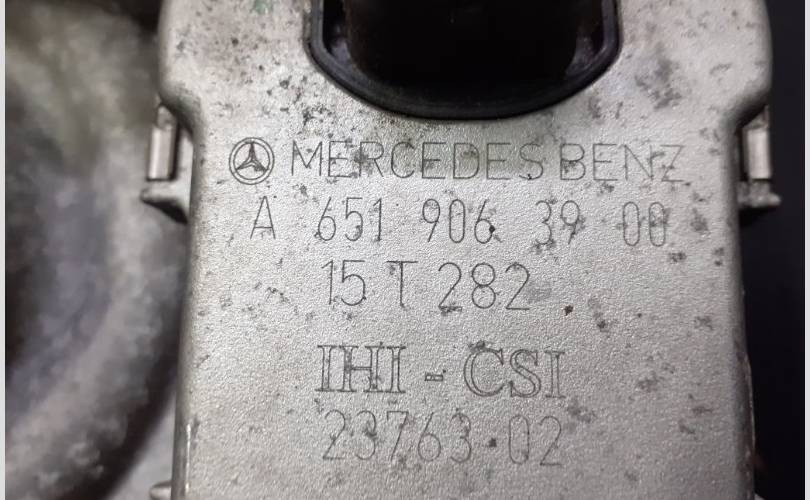 MERCEDES BENZ
A 651 906 39 00
15 T 282
IHI - CSI
23763-02